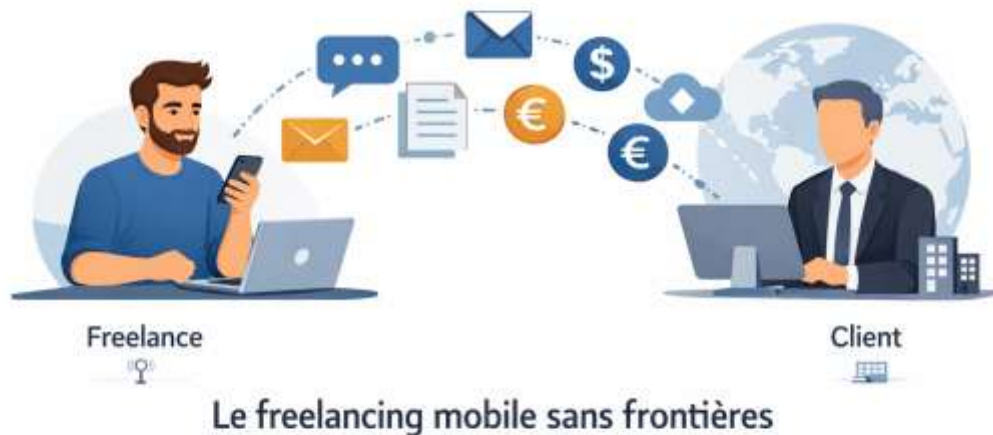 $
€
€
Freelance
Client
Le freelancing mobile sans frontières